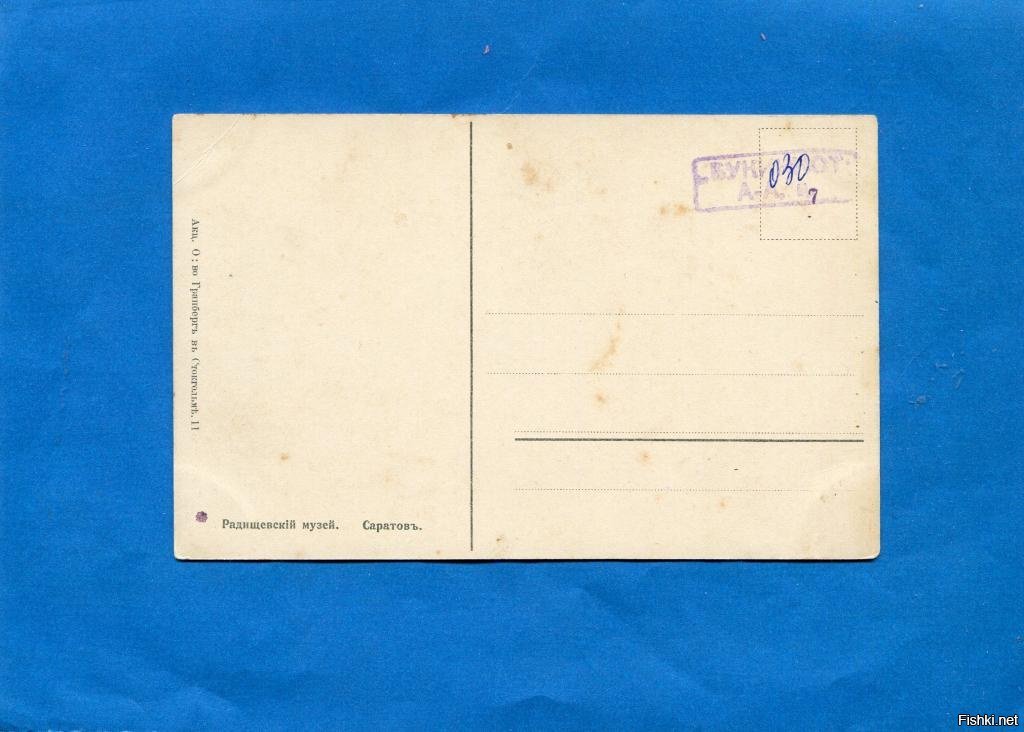 030
7
Акц. О: во Гранбергъ въ Стокгольмѣ. 11
Радищевскій музей. Саратовъ.
Fishki.net